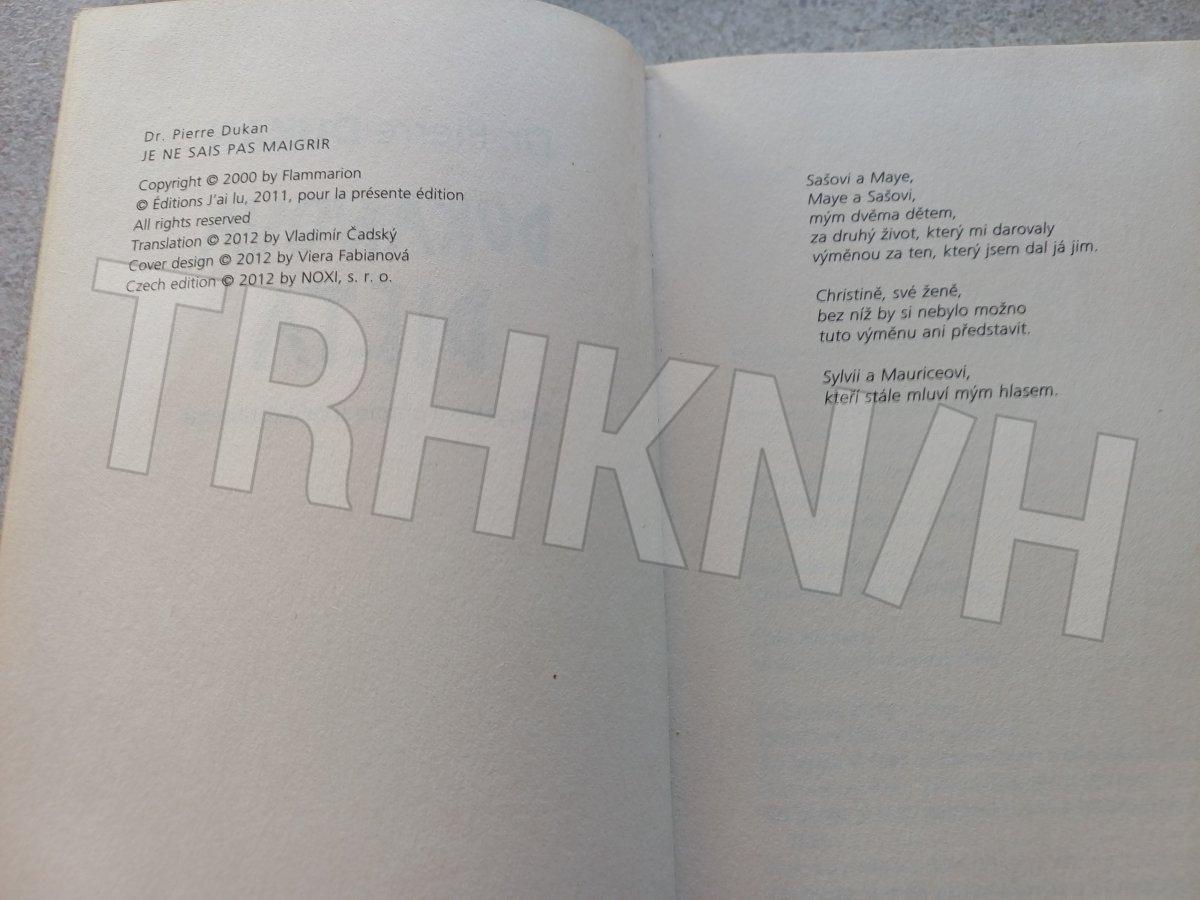 Dr. Pierre Dukan
JE NE SAIS PAS MAIGRIR
Copyright © 2000 by Flammarion
© Éditions J'ai lu, 2011, pour la présente édition
All rights reserved
Translation © 2012 by Vladimír Čadský
Cover design © 2012 by Viera Fabianová
Czech edition © 2012 by NOXI, s. r. o.
Sašovi a Maye,
Maye a Sašovi,
mým dvěma dětem,
za druhý život, který mi darovaly
výměnou za ten, který jsem dal já jim.
Christině, své ženě,
bez níž by si nebylo možno
tuto výměnu ani představit.
Sylvii a Mauriceovi,
kteří stále mluví mým hlasem.
TRHKN/H